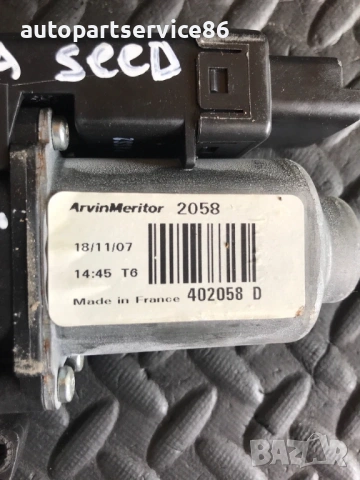 autopartservice86
A SEED
ArvinMeritor 2058
18/11/07
14:45 T6
Made in France 402058 D
BAZAR